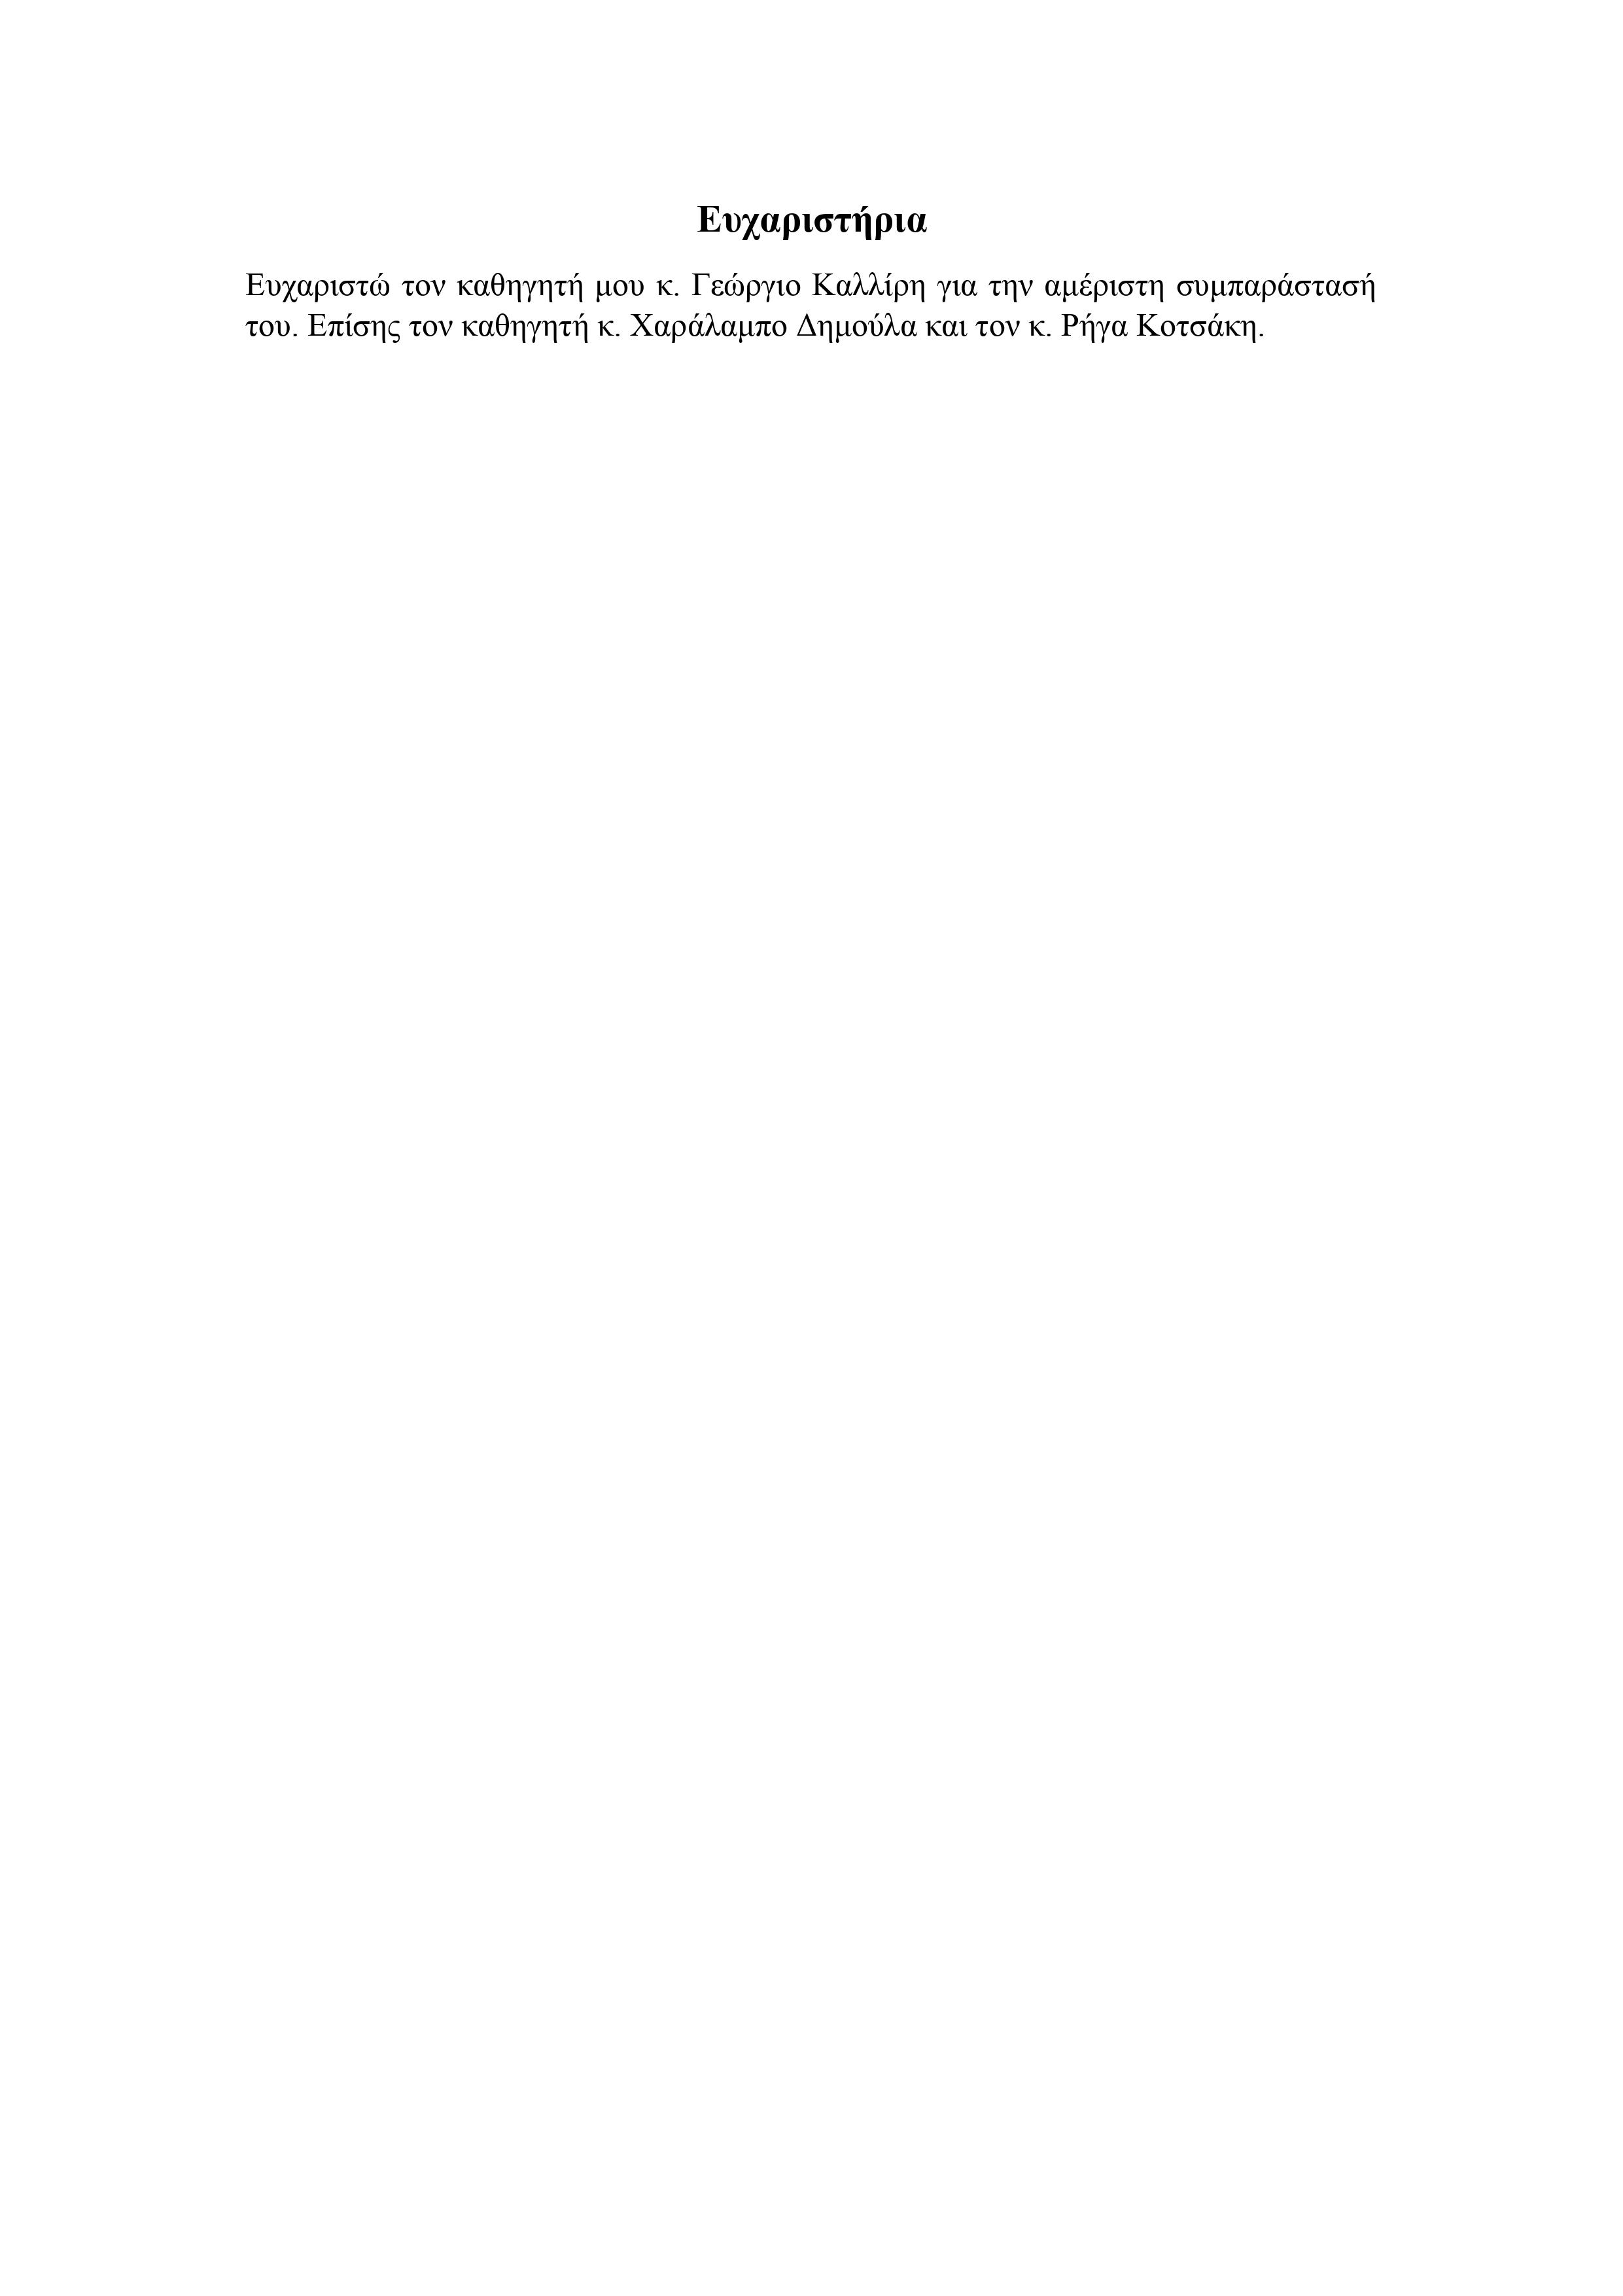 Ευχαριστήρια
Ευχαριστώ τον καθηγητή μου κ. Γεώργιο Καλλίρη για την αμέριστη συμπαράστασή
του. Επίσης τον καθηγητή κ. Χαράλαμπο Δημούλα και τον κ. Ρήγα Κοτσάκη.